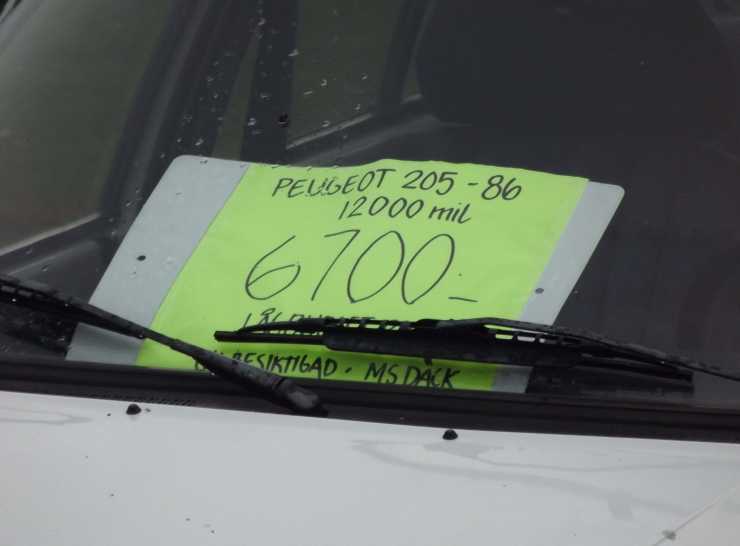 PEUGEOT 205 - 86
12000 mil
6700:-
BESIKTIGAD . MS DÄCK